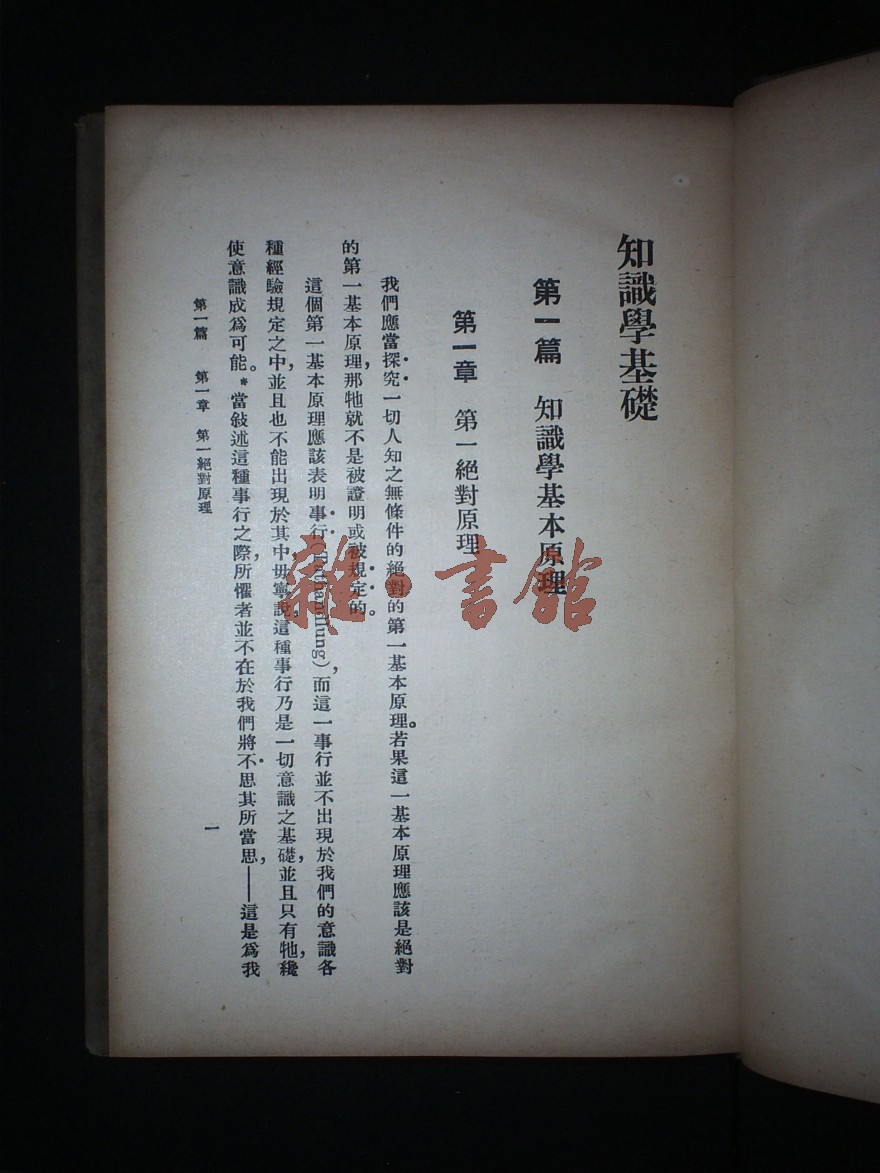 知識學基礎
第一篇 知識學基本原理
第一章 第一絕對原理
我們應當探究一切人知之無條件的絕對的第一基本原理。若果這一基本原理應該是絕對
的第一基本原理，那牠就不是被證明或被規定的。
這個第一基本原理應該表明事行(Tathandlung)，而這一事行並不出現於我們的意識各
種經驗規定之中，並且也不能出現於其中，毋寧說，這種事行乃是一切意識之基礎，並且只有牠，纔
使意識成爲可能。*當敍述這種事行之際，所懼者並不在於我們將不思其所當思，——這是爲我
第一篇 第一章 第一絕對原理
一
雜·書館